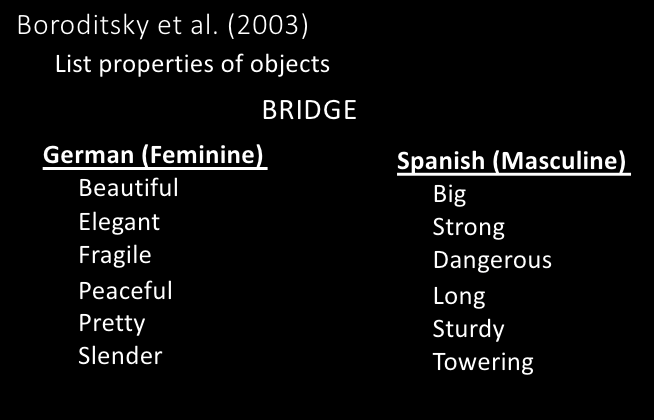 Boroditsky et al. (2003)
List properties of objects
BRIDGE
German (Feminine)
Beautiful
Elegant
Fragile
Peaceful
Pretty
Slender
Spanish (Masculine)
Big
Strong
Dangerous
Long
Sturdy
Towering